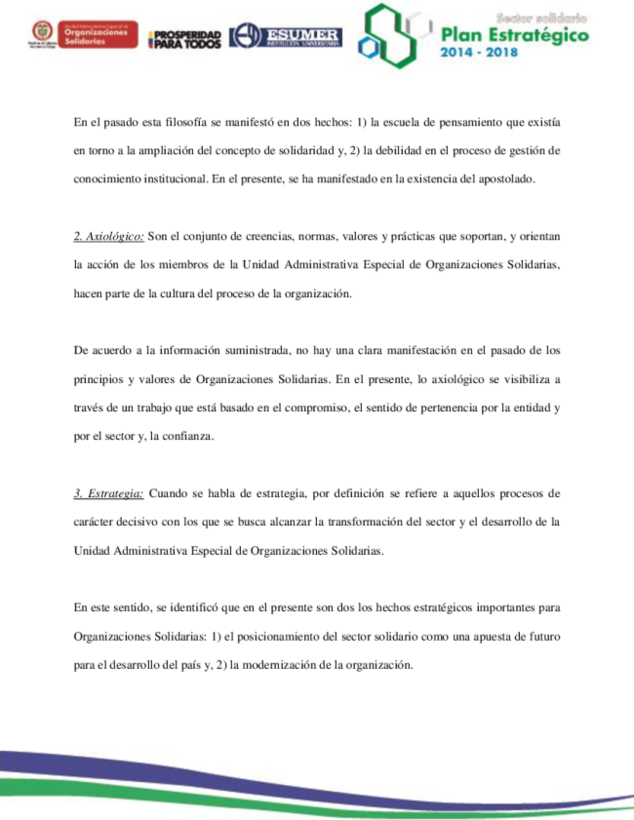 Unidad Administrativa Especial de
Organizaciones
Solidarias
PROSPERIDAD
PARA TODOS
ESUMER
INSTITUCIÓN UNIVERSITARIA
Sector solidario
Plan Estratégico
2014 - 2018
En el pasado esta filosofía se manifestó en dos hechos: 1) la escuela de pensamiento que existía
en torno a la ampliación del concepto de solidaridad y, 2) la debilidad en el proceso de gestión de
conocimiento institucional. En el presente, se ha manifestado en la existencia del apostolado.
2. Axiológico: Son el conjunto de creencias, normas, valores y prácticas que soportan, y orientan
la acción de los miembros de la Unidad Administrativa Especial de Organizaciones Solidarias,
hacen parte de la cultura del proceso de la organización.
De acuerdo a la información suministrada, no hay una clara manifestación en el pasado de los
principios y valores de Organizaciones Solidarias. En el presente, lo axiológico se visibiliza a
través de un trabajo que está basado en el compromiso, el sentido de pertenencia por la entidad y
por el sector y, la confianza.
3. Estrategia: Cuando se habla de estrategia, por definición se refiere a aquellos procesos de
carácter decisivo con los que se busca alcanzar la transformación del sector y el desarrollo de la
Unidad Administrativa Especial de Organizaciones Solidarias.
En este sentido, se identificó que en el presente son dos los hechos estratégicos importantes para
Organizaciones Solidarias: 1) el posicionamiento del sector solidario como una apuesta de futuro
para el desarrollo del país y, 2) la modernización de la organización.